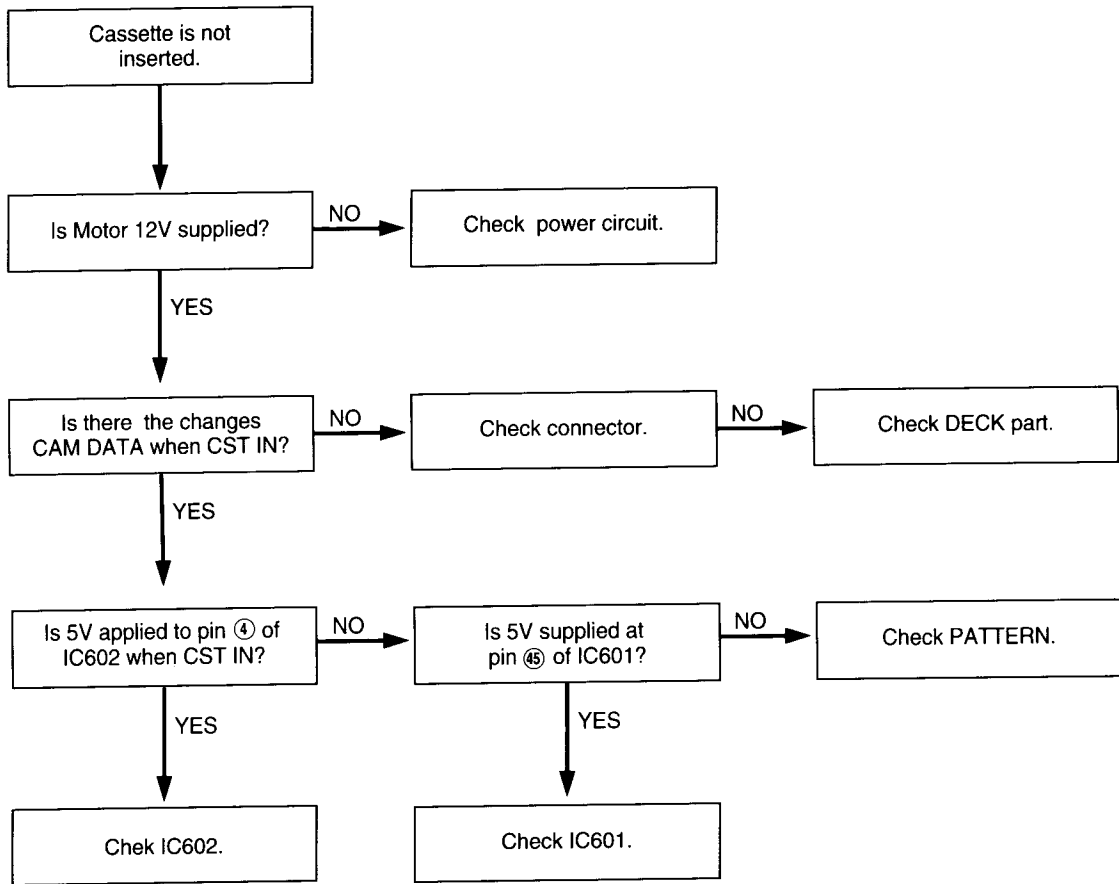 Cassette is not
inserted.
Is Motor 12V supplied?
NO
Check power circuit.
YES
Is there the changes
CAM DATA when CST IN?
NO
Check connector.
NO
Check DECK part.
YES
Is 5V applied to pin ④ of
IC602 when CST IN?
NO
Is 5V supplied at
pin ㊺ of IC601?
NO
Check PATTERN.
YES
YES
Chek IC602.
Check IC601.